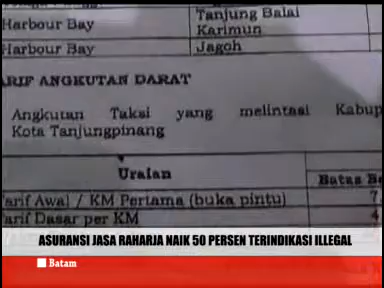 Harbour Bay
Tanjung Balai
Karimun
Harbour Bay
Jagoh
ARIF ANGKUTAN DARAT
Angkutan Taksi yang melintasi Kabup
Kota Tanjungpinang
Uraian
Batas Ba
arif Awal / KM Pertama (buka pintu)
7
arif Dasar per KM
4
ASURANSI JASA RAHARJA NAIK 50 PERSEN TERINDIKASI ILLEGAL
Batam